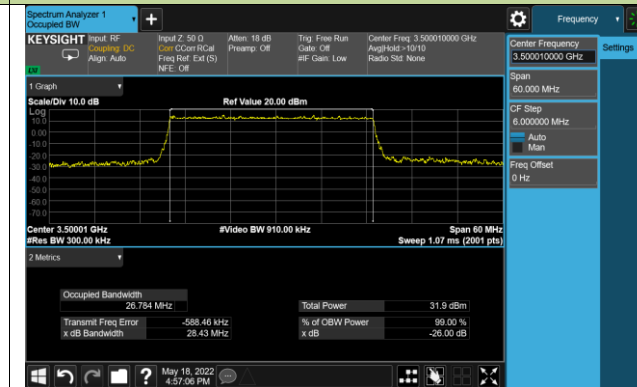 Spectrum Analyzer 1
Occupied BW
+
Frequency
KEYSIGHT
Input: RF
Coupling: DC
Align: Auto
Input Z: 50 Ω
Corr CCorr RCal
Freq Ref: Ext (S)
NFE: Off
Atten: 18 dB
Preamp: Off
Trig: Free Run
Gate: Off
#IF Gain: Low
Center Freq: 3.500010000 GHz
Avg|Hold:>10/10
Radio Std: None
Center Frequency
3.500010000 GHz
Settings
Span
60.000 MHz
CF Step
6.000000 MHz
Auto
Man
Freq Offset
0 Hz
1 Graph
Scale/Div 10.0 dB
Ref Value 20.00 dBm
Log
10.0
0.00
-10.0
-20.0
-30.0
-40.0
-50.0
-60.0
-70.0
Center 3.50001 GHz
#Video BW 910.00 kHz
Span 60 MHz
#Res BW 300.00 kHz
Sweep 1.07 ms (2001 pts)
2 Metrics
Occupied Bandwidth
26.784 MHz
Total Power
31.9 dBm
Transmit Freq Error
-588.46 kHz
% of OBW Power
99.00 %
x dB Bandwidth
28.43 MHz
x dB
-26.00 dB
?
May 18, 2022
4:57:06 PM